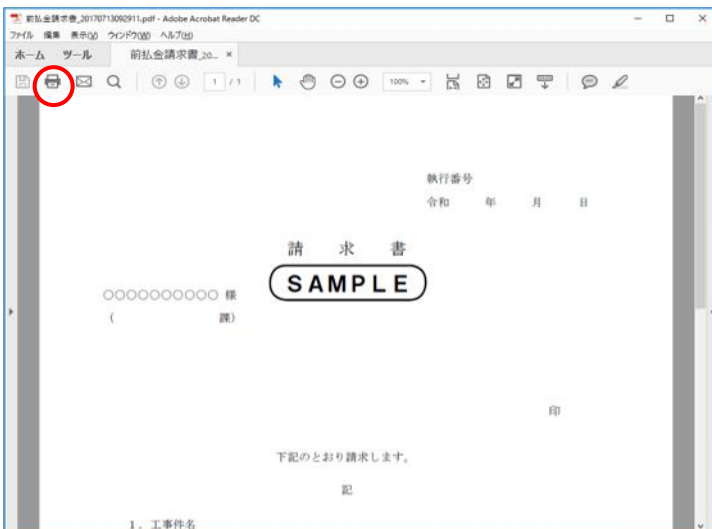 前払金請求書_20170713092911.pdf - Adobe Acrobat Reader DC
ファイル 編集 表示(V) ウィンドウ(W) ヘルプ(H)
ホーム ツール 前払金請求書_20... ×
1 / 1 100%
執行番号
令和 年 月 日
請 求 書
SAMPLE
○○○○○○○○○○ 様
( 課)
印
下記のとおり請求します。
記
1. 工事件名